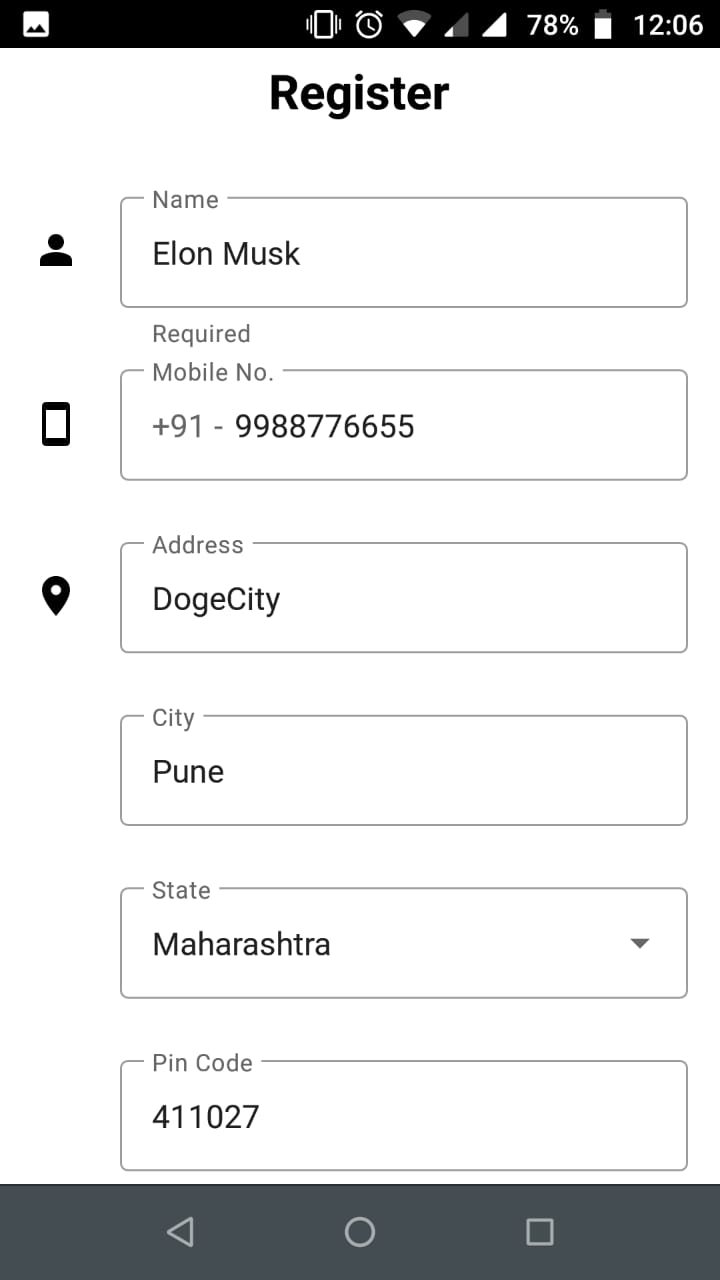 78% 12:06
Register
Name
Elon Musk
Required
Mobile No.
+91 - 9988776655
Address
DogeCity
City
Pune
State
Maharashtra
Pin Code
411027